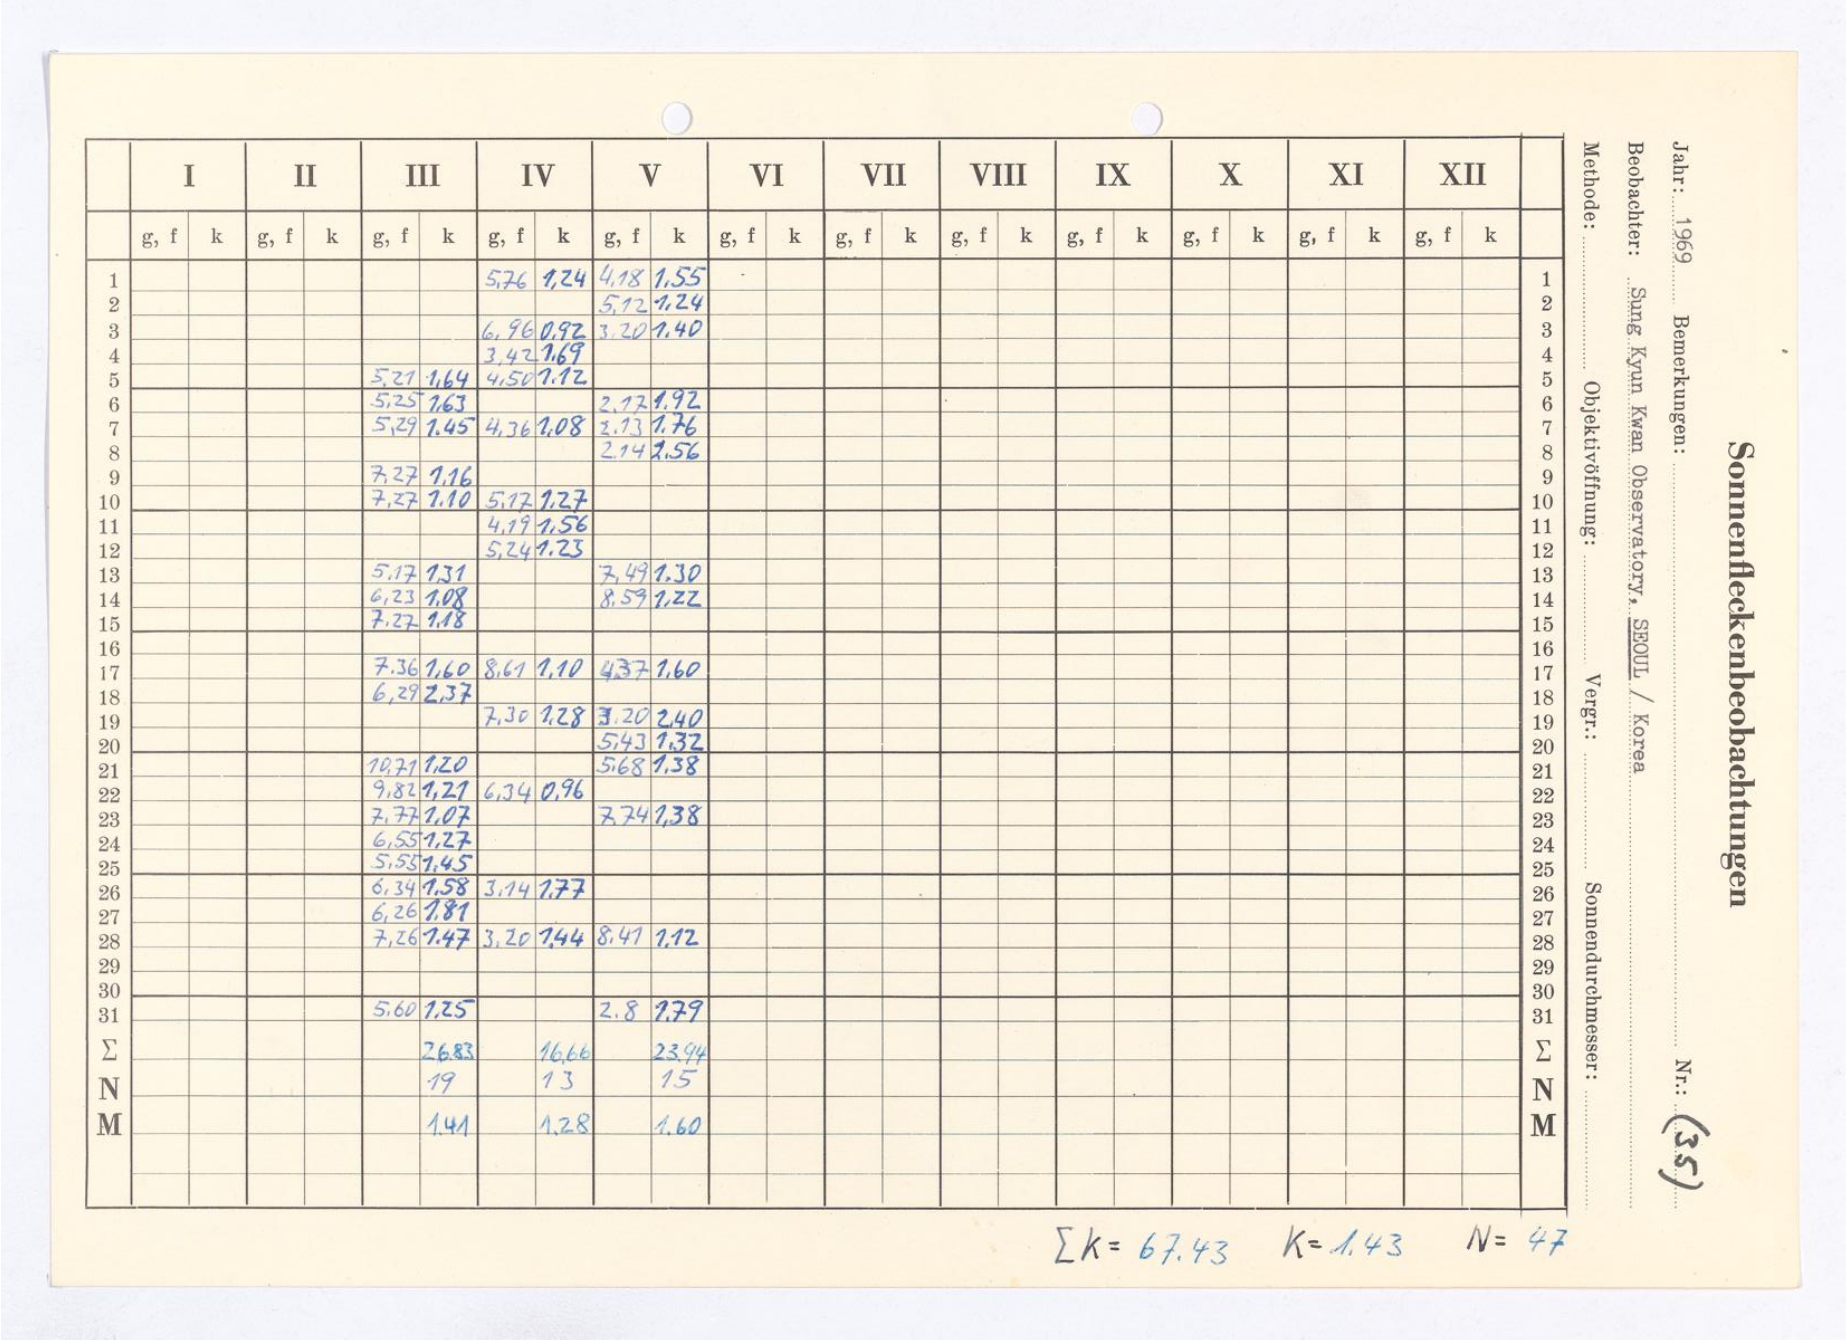 I II III IV V VI VII VIII IX X XI XII
g, f k g, f k g, f k g, f k g, f k g, f k g, f k g, f k g, f k g, f k g, f k g, f k
1 5,76 1,24 4,18 1,55 1
2 5,12 1,24 2
3 6,96 0,92 3.20 1.40 3
4 3,42 1,69 4
5 5,21 1,64 4,50 1.12 5
6 5,25 1,63 2,17 1,92 6
7 5,29 1.45 4,36 1,08 2.13 1.76 7
8 2.14 2.56 8
9 7,27 1,16 9
10 7,27 1.10 5,17 1,27 10
11 4,19 1,56 11
12 5,24 1.23 12
13 5,17 1,31 7,49 1.30 13
14 6,23 1,08 8.59 1,22 14
15 7.27 1,18 15
16 16
17 7.36 1,60 8,61 1,10 4,37 1,60 17
18 6,29 2,37 18
19 7,30 1,28 3.20 2,40 19
20 5,43 1,32 20
21 10,71 1,20 5.68 1,38 21
22 9,82 1,21 6,34 0,96 22
23 7,77 1,07 7,74 1,38 23
24 6,55 1,27 24
25 5,55 1,45 25
26 6,34 1,58 3,14 1,77 26
27 6,26 1.81 27
28 7,26 1.47 3,20 1,44 8.41 1,12 28
29 29
30 30
31 5.60 1,25 2.8 1,79 31
Σ 26.83 16,66 23.94 Σ
N 19 13 15 N
M 1.41 1,28 1.60 M
Σk = 67.43 K = 1.43 N = 47
Sonnenfleckenbeobachtungen
Jahr: 1969 Bemerkungen: Nr.: (35)
Beobachter: Sung Kyun Kwan Observatory, SEOUL / Korea
Methode: Objektivöffnung: Vergr.: Sonnendurchmesser: